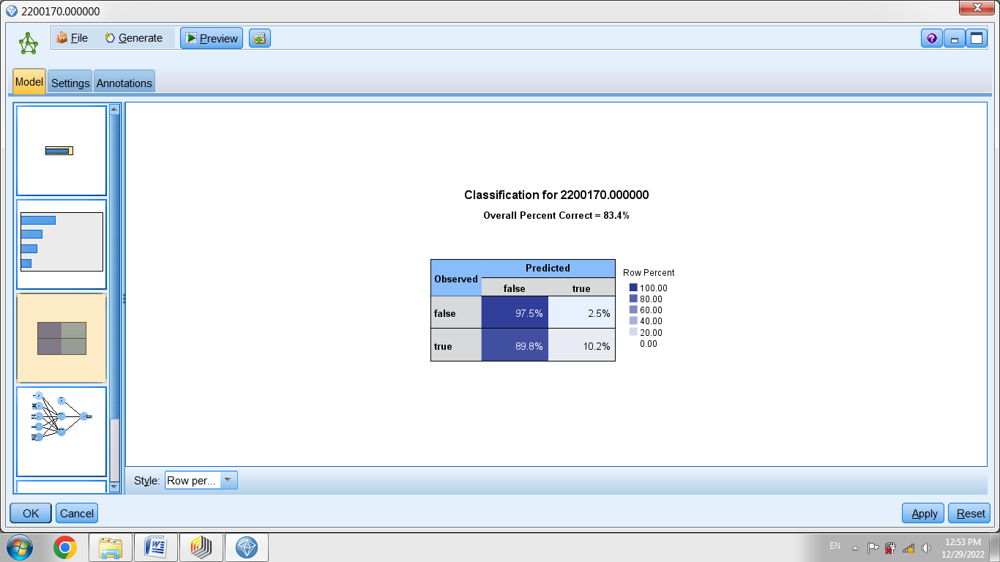 2200170.000000
File Generate Preview
Model Settings Annotations
Classification for 2200170.000000
Overall Percent Correct = 83.4%
Observed Predicted
false true
false 97.5% 2.5%
true 89.8% 10.2%
Row Percent
100.00
80.00
60.00
40.00
20.00
0.00
Style: Row per...
OK Cancel Apply Reset
EN 12:53 PM
12/29/2022